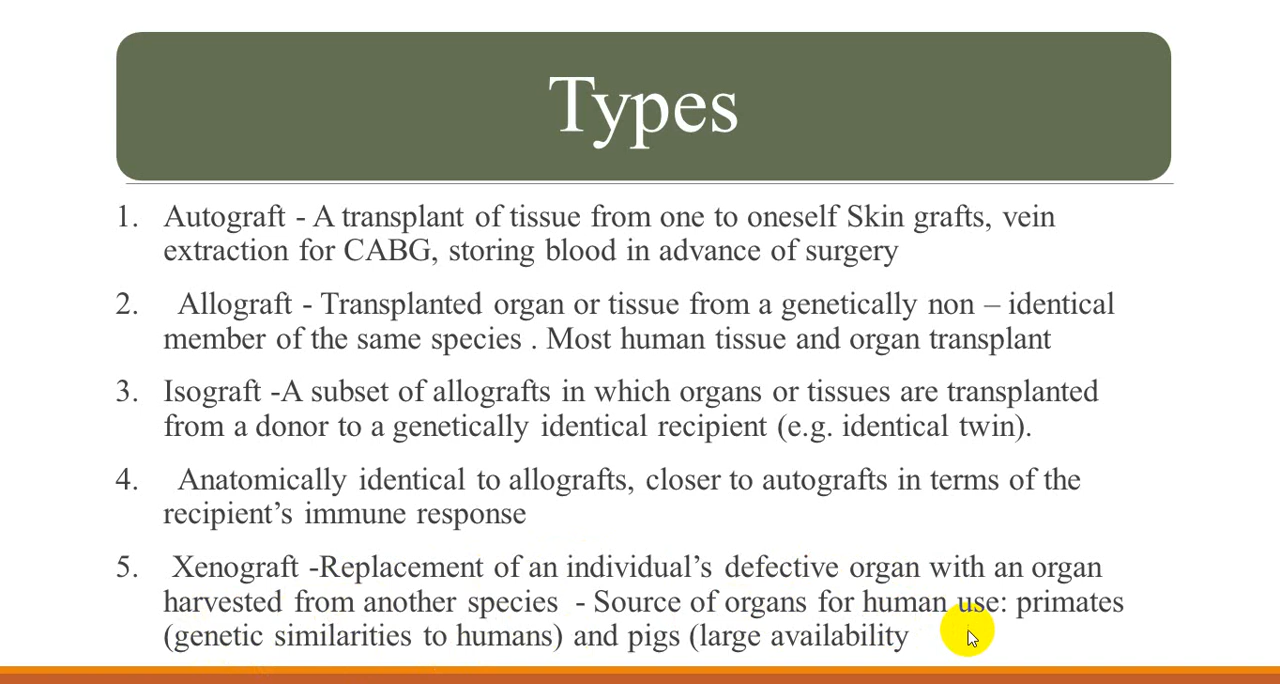 Types
1. Autograft - A transplant of tissue from one to oneself Skin grafts, vein
extraction for CABG, storing blood in advance of surgery
2. Allograft - Transplanted organ or tissue from a genetically non – identical
member of the same species . Most human tissue and organ transplant
3. Isograft -A subset of allografts in which organs or tissues are transplanted
from a donor to a genetically identical recipient (e.g. identical twin).
4. Anatomically identical to allografts, closer to autografts in terms of the
recipient’s immune response
5. Xenograft -Replacement of an individual’s defective organ with an organ
harvested from another species - Source of organs for human use: primates
(genetic similarities to humans) and pigs (large availability